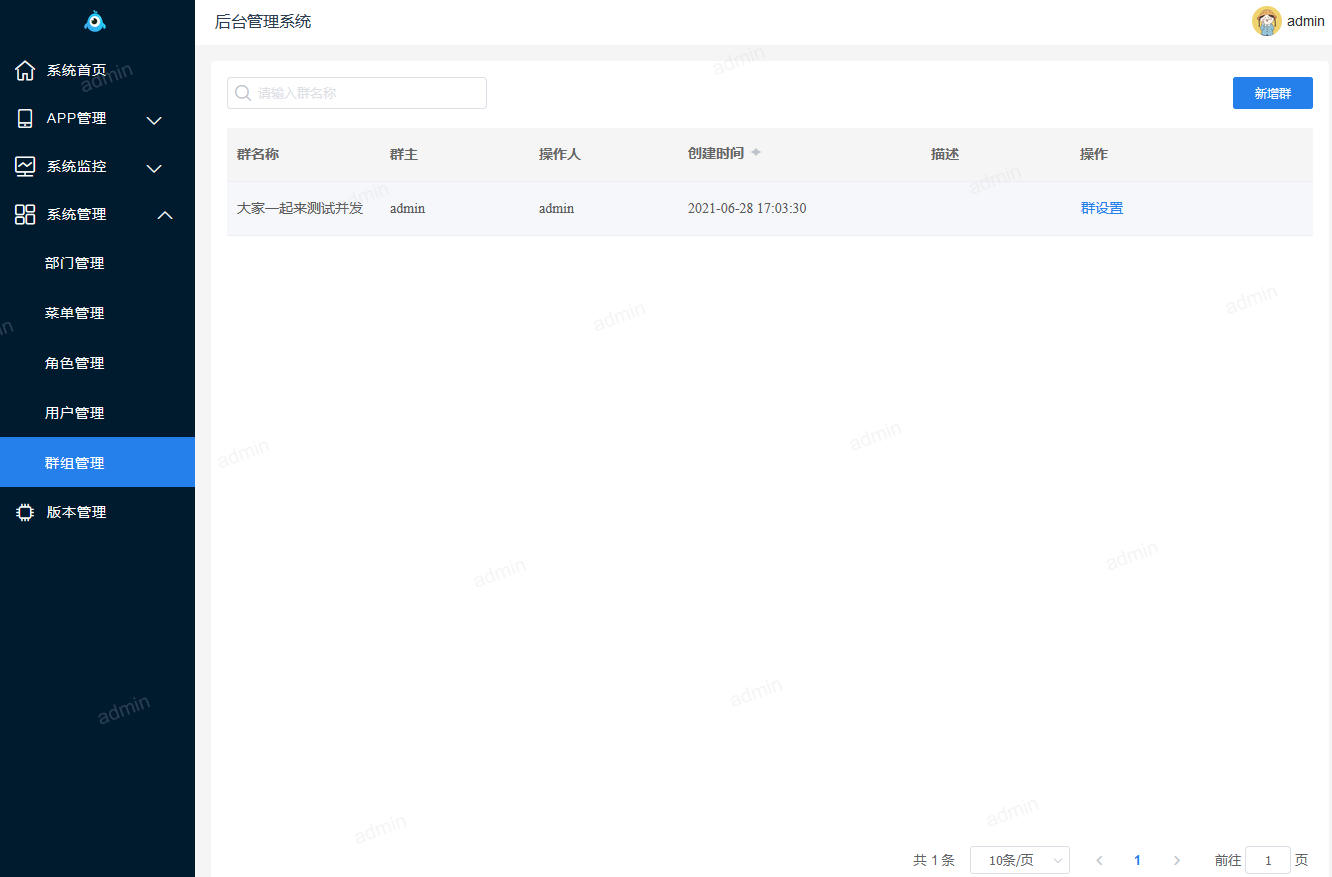 后台管理系统
admin
系统首页
APP管理
系统监控
系统管理
部门管理
菜单管理
角色管理
用户管理
群组管理
版本管理
请输入群名称
新增群
群名称 群主 操作人 创建时间 描述 操作
大家一起来测试并发 admin admin 2021-06-28 17:03:30 群设置
共 1 条 10条/页 1 前往 1 页
admin
admin
admin
admin
admin
admin
admin
admin
admin
admin
admin
admin
admin
admin